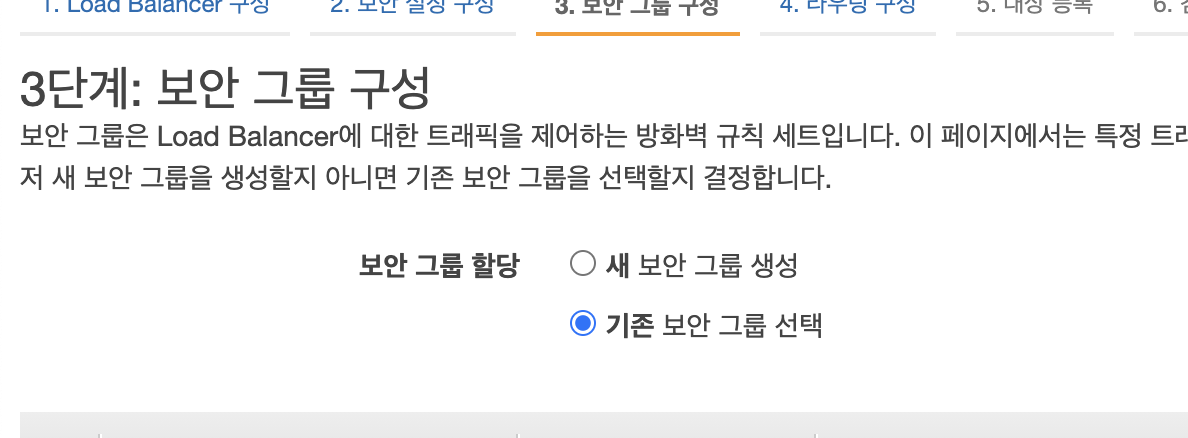 1. Load Balancer 구성
2. 보안 설정 구성
3. 보안 그룹 구성
4. 라우팅 구성
5. 대상 등록
6.
3단계: 보안 그룹 구성
보안 그룹은 Load Balancer에 대한 트래픽을 제어하는 방화벽 규칙 세트입니다. 이 페이지에서는 특정
저 새 보안 그룹을 생성할지 아니면 기존 보안 그룹을 선택할지 결정합니다.
보안 그룹 할당
새 보안 그룹 생성
기존 보안 그룹 선택